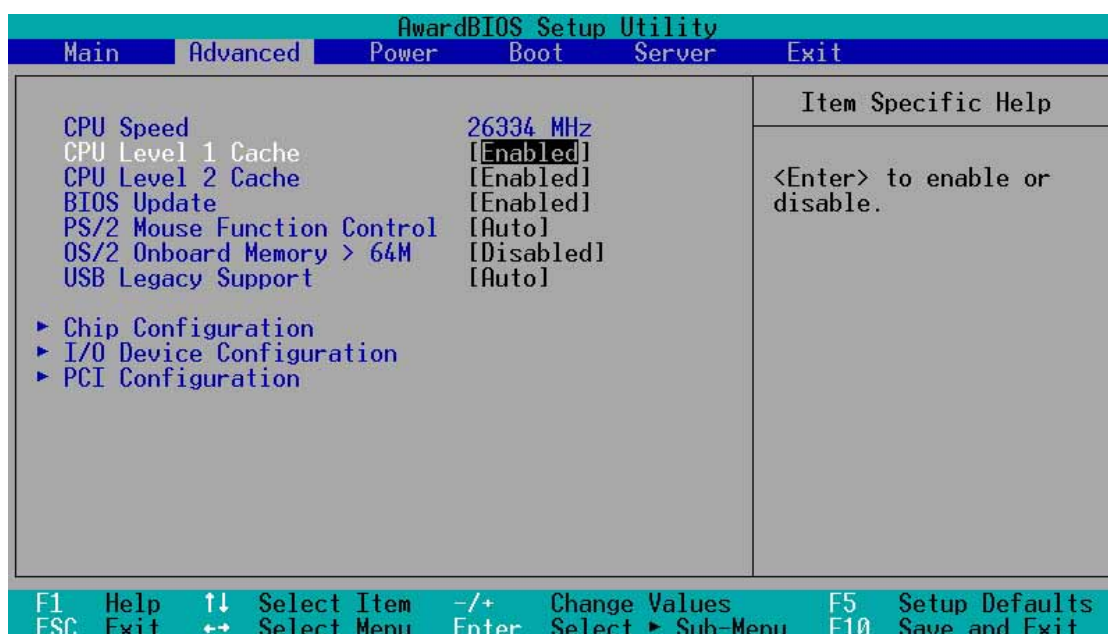 AwardBIOS Setup Utility
Main Advanced Power Boot Server Exit
CPU Speed 26334 MHz
CPU Level 1 Cache [Enabled]
CPU Level 2 Cache [Enabled]
BIOS Update [Enabled]
PS/2 Mouse Function Control [Auto]
OS/2 Onboard Memory > 64M [Disabled]
USB Legacy Support [Auto]
► Chip Configuration
► I/O Device Configuration
► PCI Configuration
Item Specific Help
<Enter> to enable or
disable.
F1 Help ↑↓ Select Item -/+ Change Values F5 Setup Defaults
ESC Exit ←→ Select Menu Enter Select ► Sub-Menu F10 Save and Exit